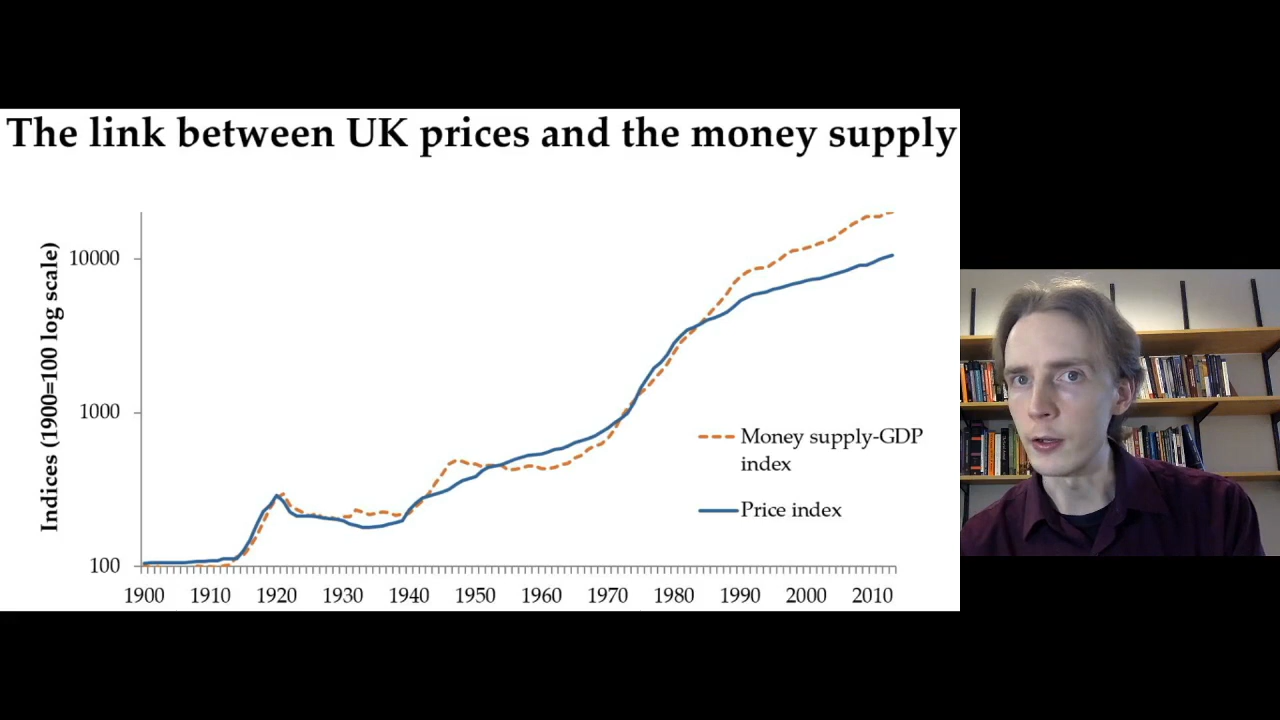 The link between UK prices and the money supply
Indices (1900=100 log scale)
10000
1000
100
Money supply-GDP
index
Price index
1900 1910 1920 1930 1940 1950 1960 1970 1980 1990 2000 2010